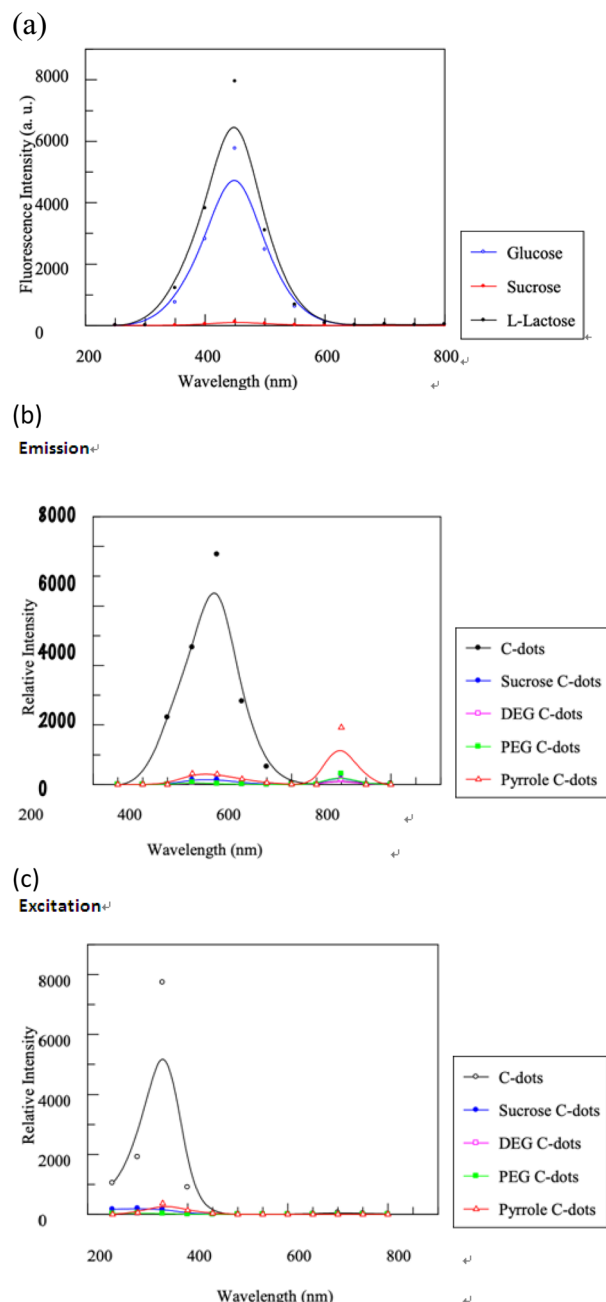 (a)
8000
6000
4000
2000
0
Fluorescence Intensity (a. u.)
200 400 600 800
Wavelength (nm)
Glucose
Sucrose
L-Lactose
(b)
Emission
8000
6000
4000
2000
0
Relative Intensity
200 400 600 800
Wavelength (nm)
C-dots
Sucrose C-dots
DEG C-dots
PEG C-dots
Pyrrole C-dots
(c)
Excitation
8000
6000
4000
2000
0
Relative Intensity
200 400 600 800
Wavelength (nm)
C-dots
Sucrose C-dots
DEG C-dots
PEG C-dots
Pyrrole C-dots